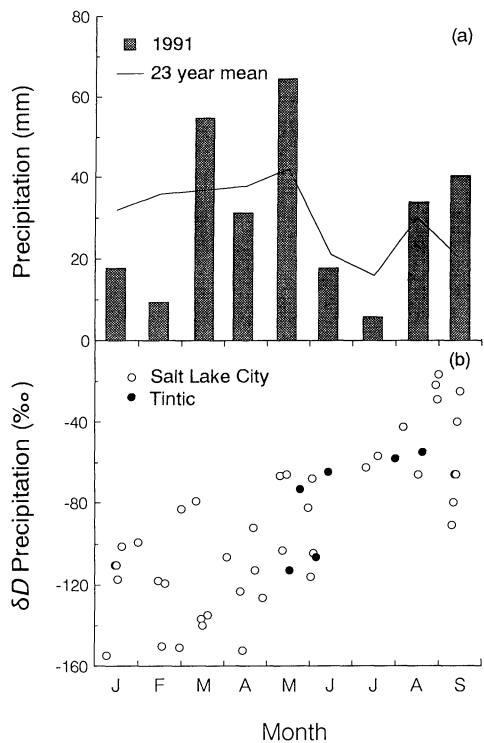 80
(a)
1991
23 year mean
60
40
20
0
Precipitation (mm)
(b)
Salt Lake City
Tintic
-40
-80
-120
-160
δD Precipitation (‰)
J F M A M J J A S
Month